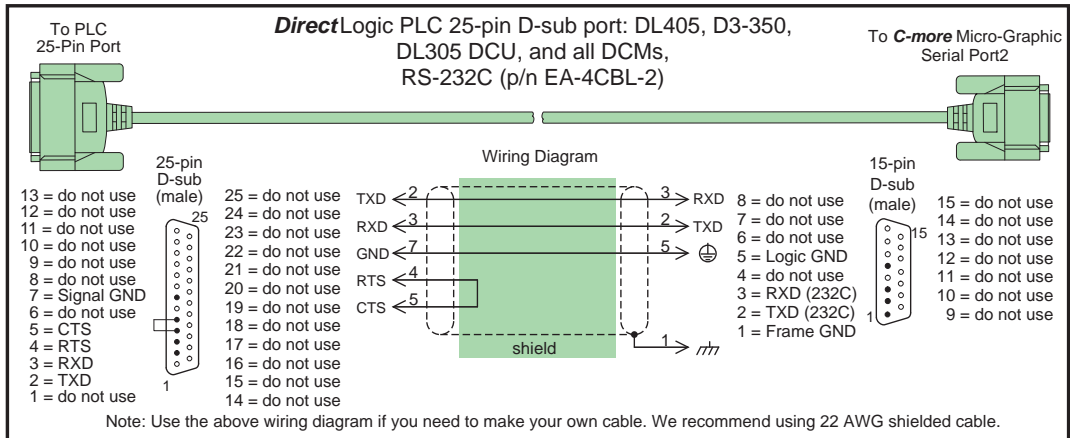 To PLC
25-Pin Port
DirectLogic PLC 25-pin D-sub port: DL405, D3-350,
DL305 DCU, and all DCMs,
RS-232C (p/n EA-4CBL-2)
To C-more Micro-Graphic
Serial Port2
25-pin
D-sub
(male)
13 = do not use
12 = do not use
11 = do not use
10 = do not use
9 = do not use
8 = do not use
7 = Signal GND
6 = do not use
5 = CTS
4 = RTS
3 = RXD
2 = TXD
1 = do not use
25
1
25 = do not use
24 = do not use
23 = do not use
22 = do not use
21 = do not use
20 = do not use
19 = do not use
18 = do not use
17 = do not use
16 = do not use
15 = do not use
14 = do not use
Wiring Diagram
TXD 2 3 RXD
RXD 3 2 TXD
GND 7 5
RTS 4
CTS 5
shield
1
8 = do not use
7 = do not use
6 = do not use
5 = Logic GND
4 = do not use
3 = RXD (232C)
2 = TXD (232C)
1 = Frame GND
15-pin
D-sub
(male)
15
1
15 = do not use
14 = do not use
13 = do not use
12 = do not use
11 = do not use
10 = do not use
9 = do not use
Note: Use the above wiring diagram if you need to make your own cable. We recommend using 22 AWG shielded cable.